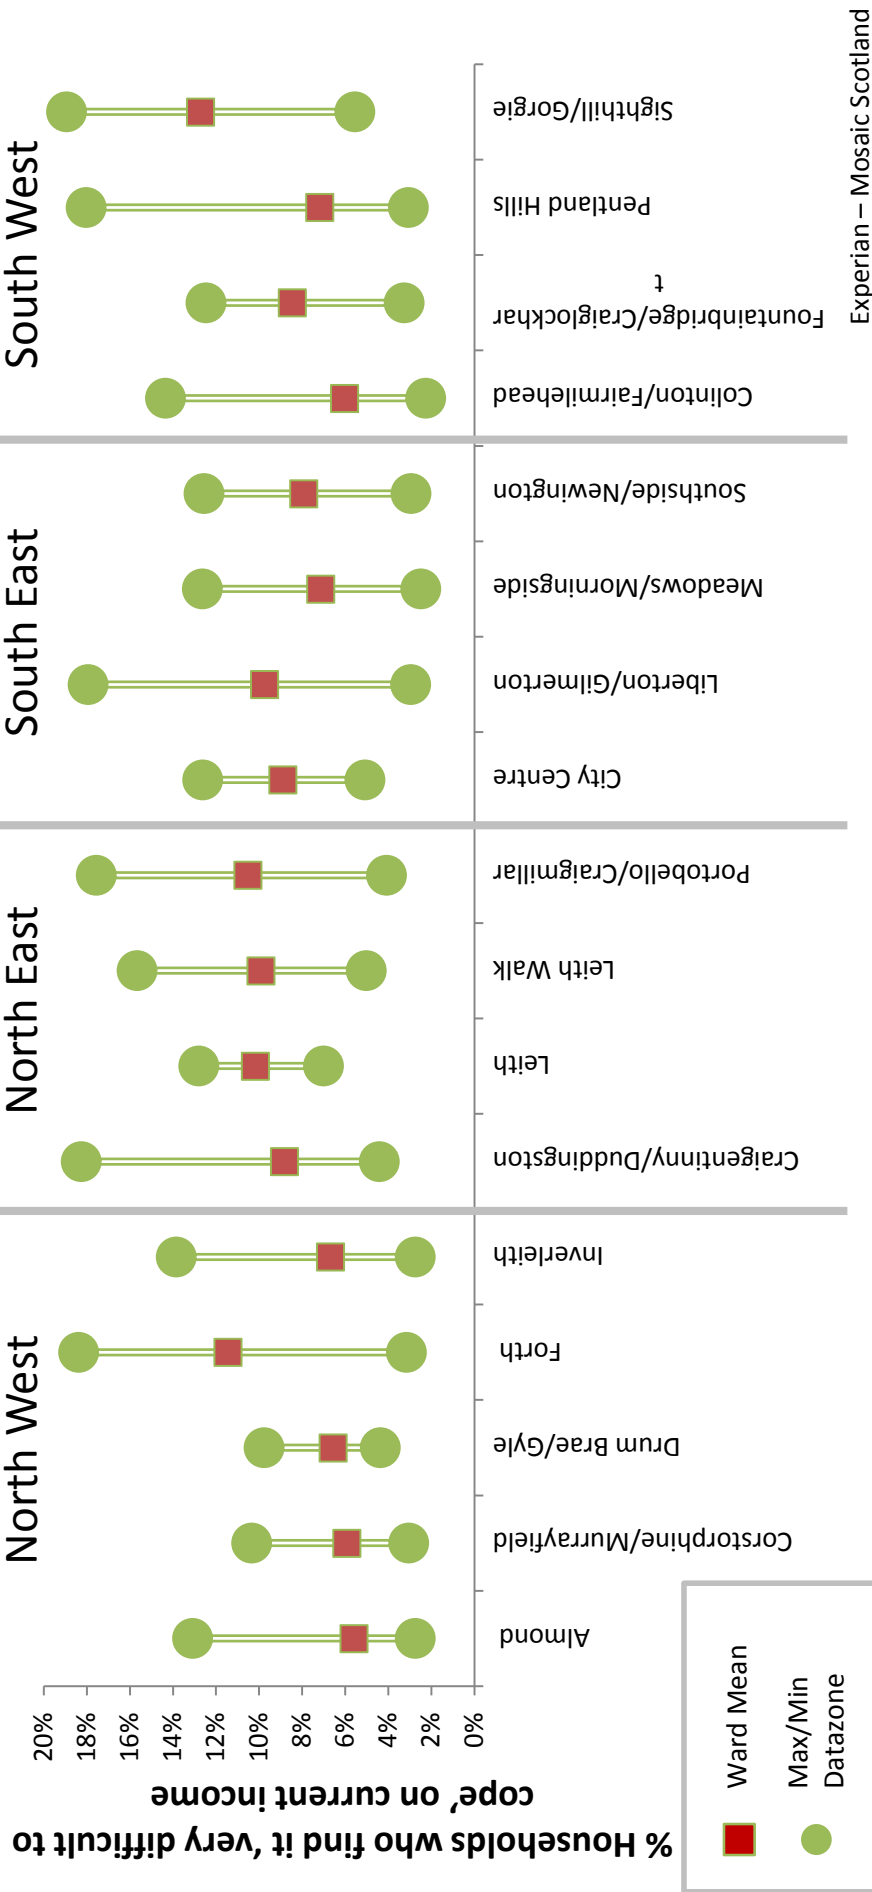 North West
North East
South East
South West
% Households who find it ‘very difficult to
cope’ on current income
20%
18%
16%
14%
12%
10%
8%
6%
4%
2%
0%
Almond
Corstorphine/Murrayfield
Drum Brae/Gyle
Forth
Inverleith
Craigentinny/Duddingston
Leith
Leith Walk
Portobello/Craigmillar
City Centre
Liberton/Gilmerton
Meadows/Morningside
Southside/Newington
Colinton/Fairmilehead
Fountainbridge/Craiglockhar
t
Pentland Hills
Sighthill/Gorgie
Ward Mean
Max/Min
Datazone
Experian – Mosaic Scotland